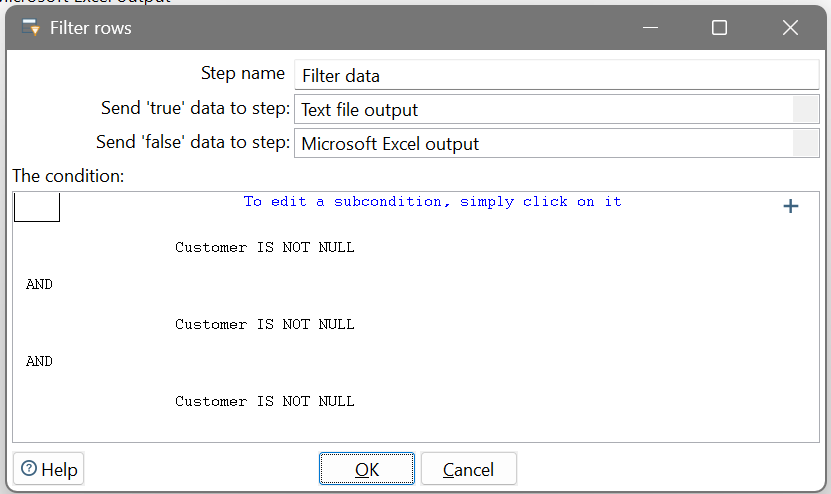 Microsoft Excel output
Filter rows
Step name Filter data
Send 'true' data to step: Text file output
Send 'false' data to step: Microsoft Excel output
The condition:
To edit a subcondition, simply click on it +
Customer IS NOT NULL
AND
Customer IS NOT NULL
AND
Customer IS NOT NULL
Help OK Cancel